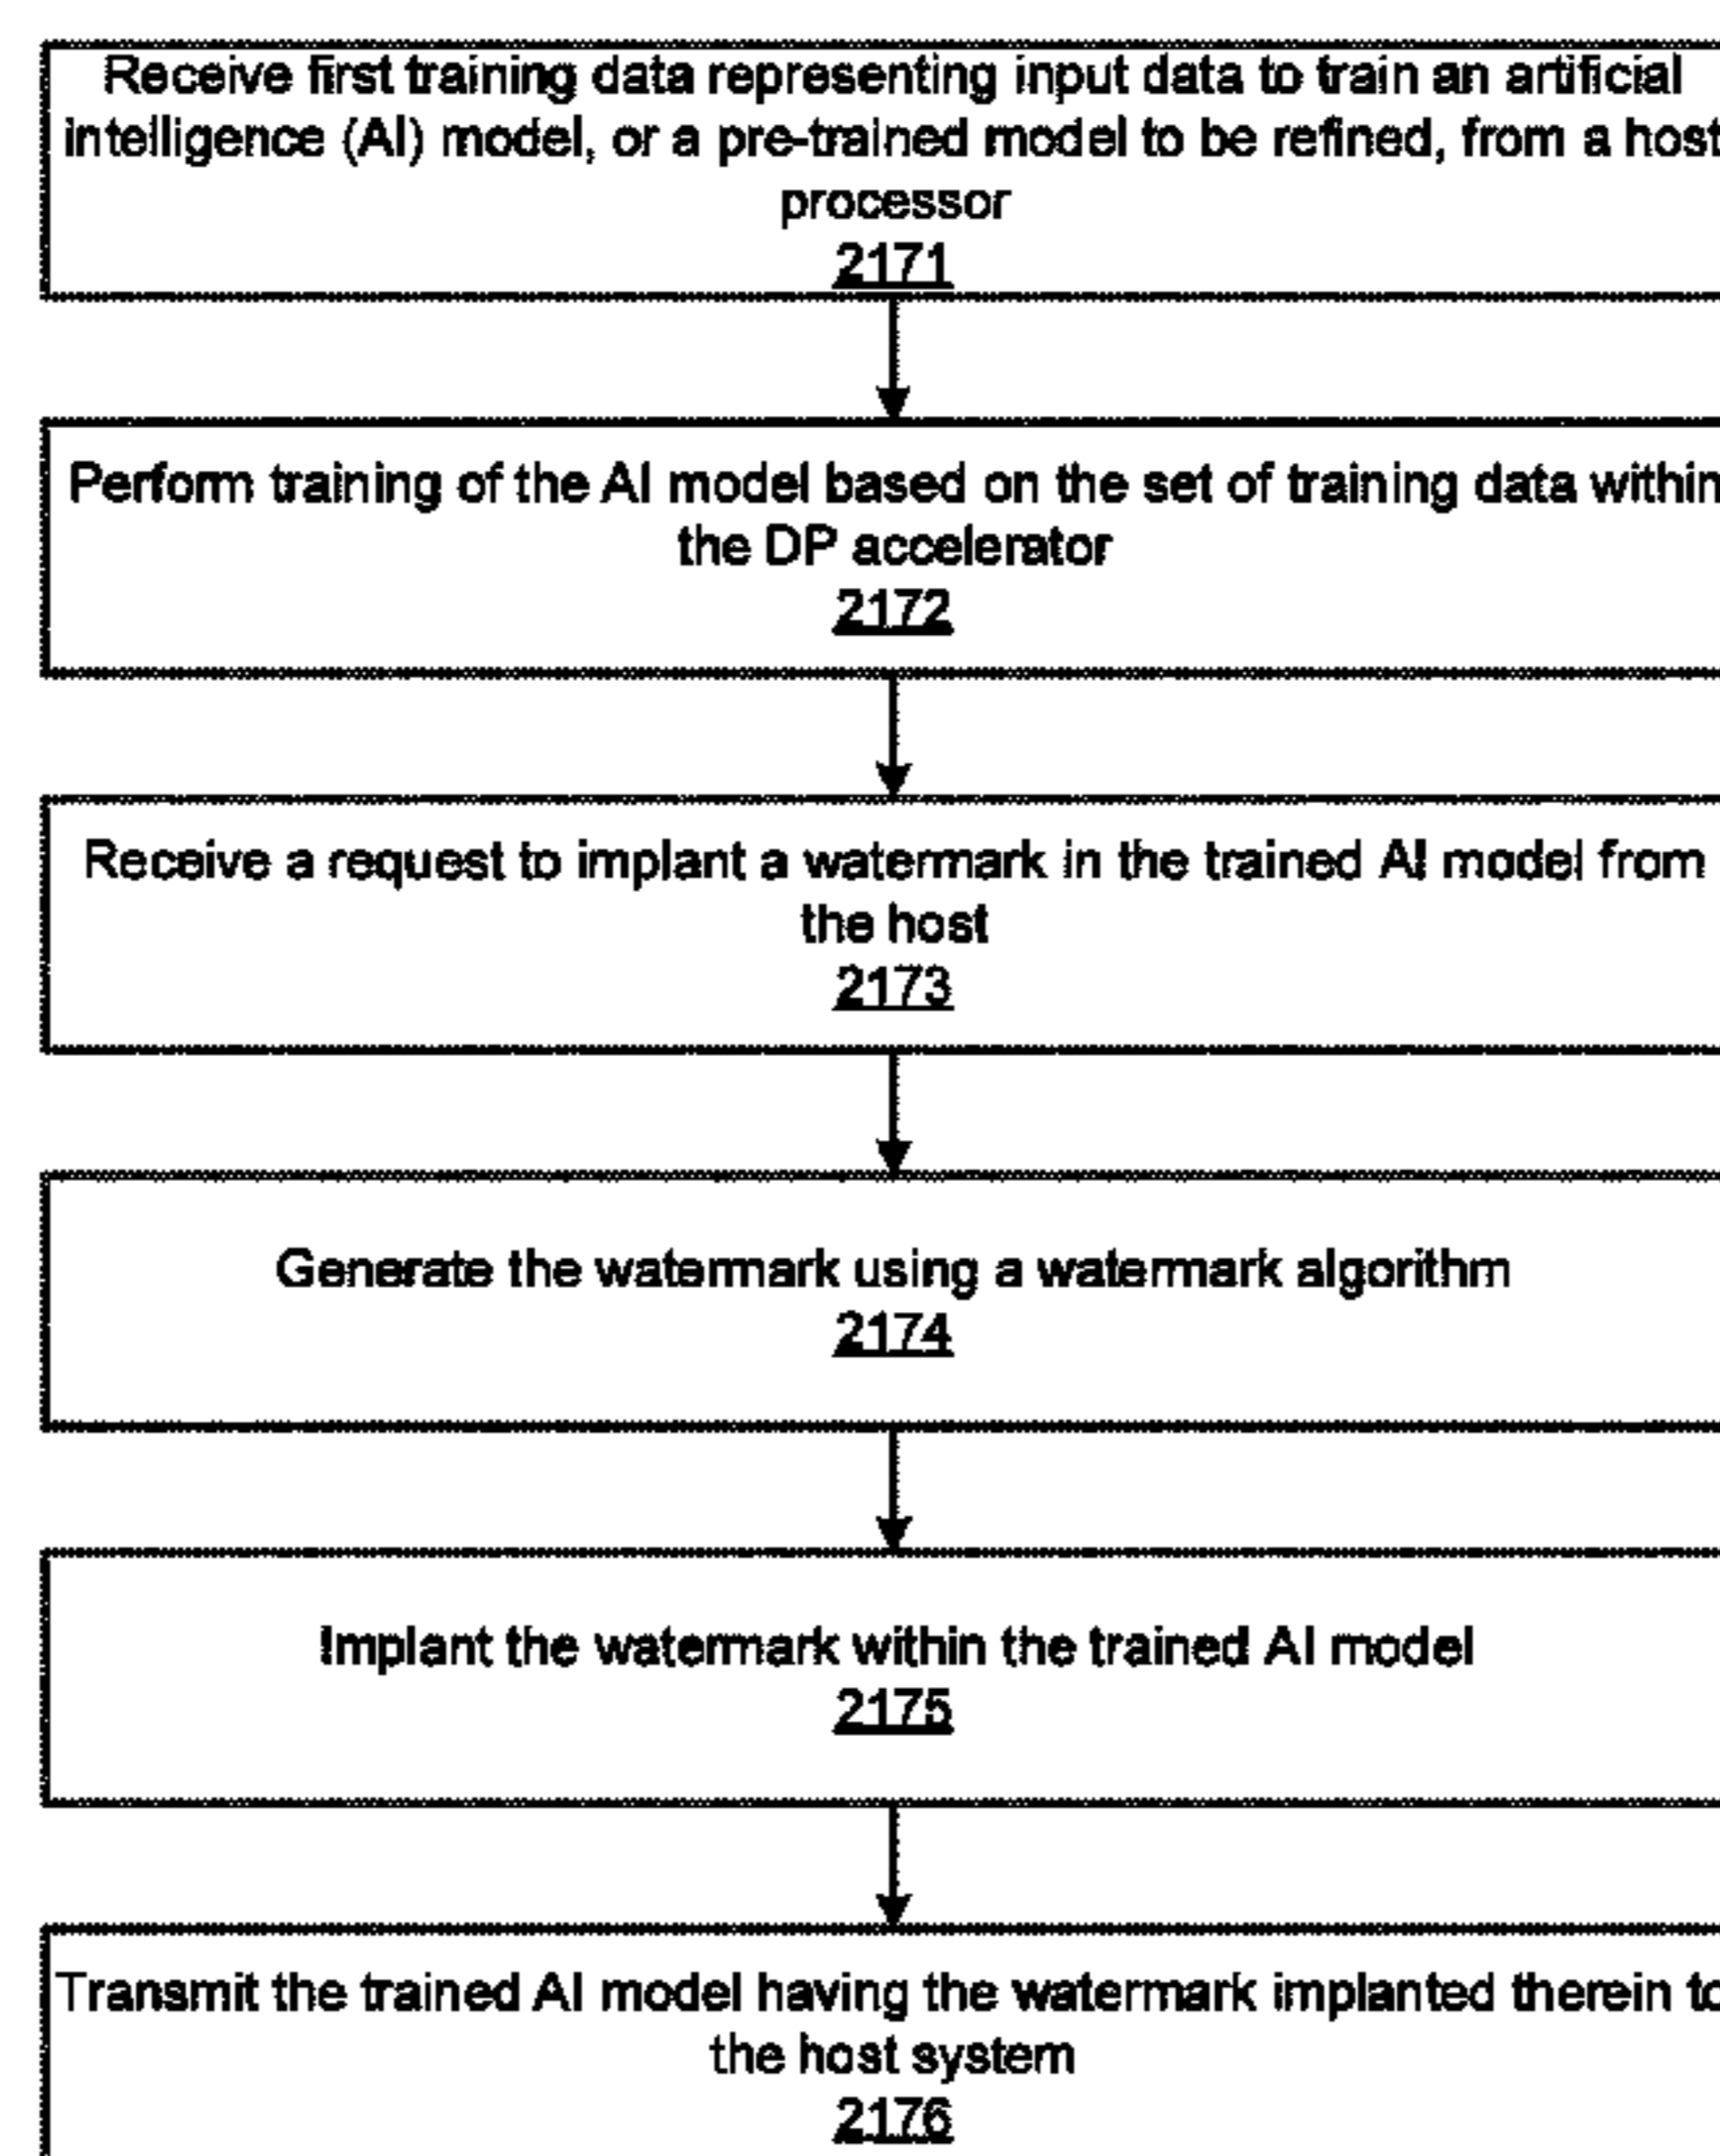 Receive first training data representing input data to train an artificial
intelligence (AI) model, or a pre-trained model to be refined, from a host
processor
2171
Perform training of the AI model based on the set of training data within
the DP accelerator
2172
Receive a request to implant a watermark in the trained AI model from
the host
2173
Generate the watermark using a watermark algorithm
2174
Implant the watermark within the trained AI model
2175
Transmit the trained AI model having the watermark implanted therein to
the host system
2176